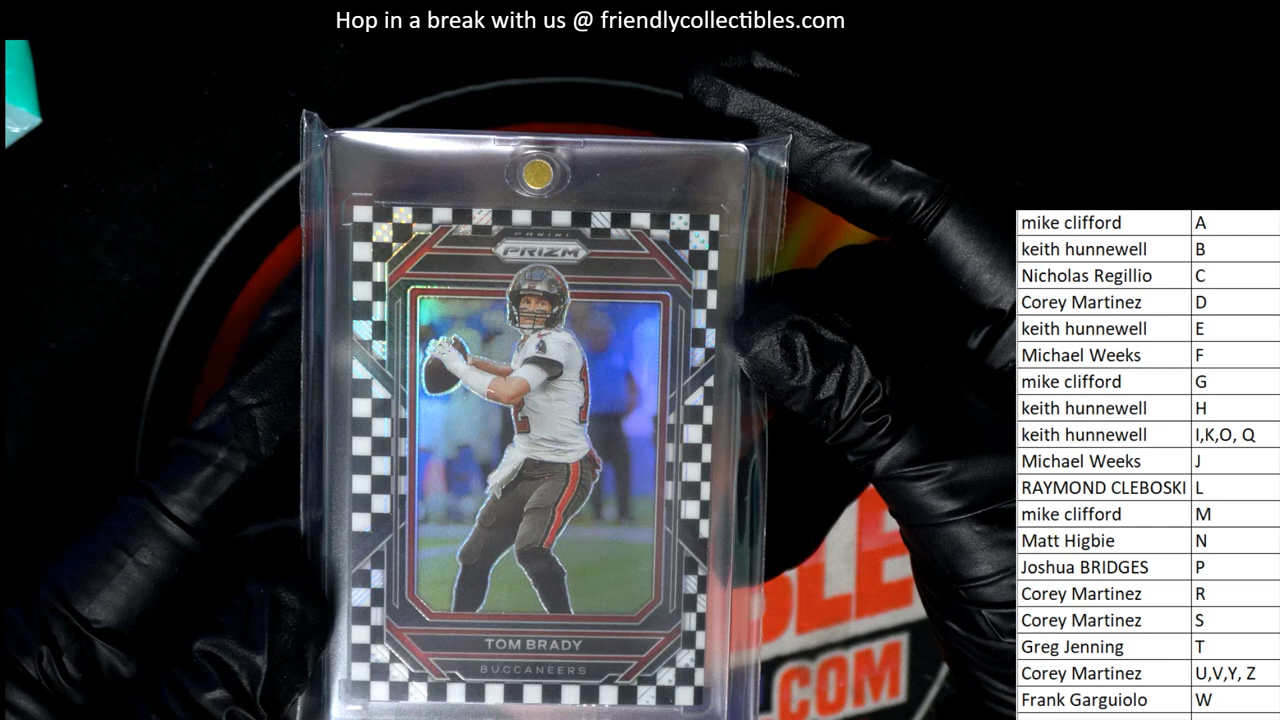 Hop in a break with us @ friendlycollectibles.com
PANINI
PRIZM
TOM BRADY
BUCCANEERS
BLE
.COM
mike clifford A
keith hunnewell B
Nicholas Regillio C
Corey Martinez D
keith hunnewell E
Michael Weeks F
mike clifford G
keith hunnewell H
keith hunnewell I,K,O, Q
Michael Weeks J
RAYMOND CLEBOSKI L
mike clifford M
Matt Higbie N
Joshua BRIDGES P
Corey Martinez R
Corey Martinez S
Greg Jenning T
Corey Martinez U,V,Y, Z
Frank Garguiolo W